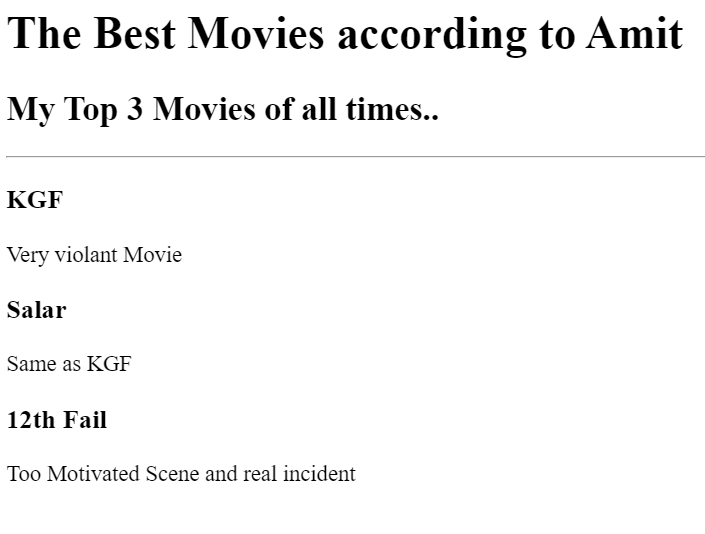 The Best Movies according to Amit
My Top 3 Movies of all times..
KGF
Very violant Movie
Salar
Same as KGF
12th Fail
Too Motivated Scene and real incident